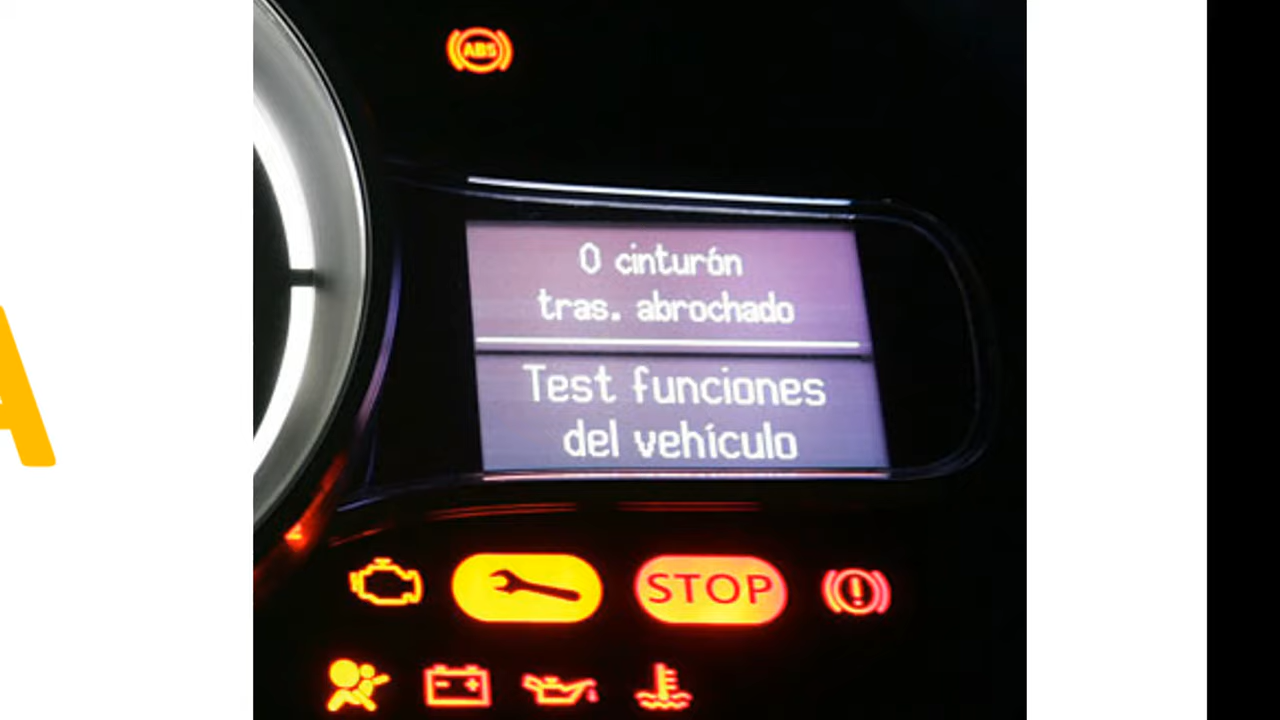 A
ABS
0 cinturón
tras. abrochado
Test funciones
del vehículo
STOP